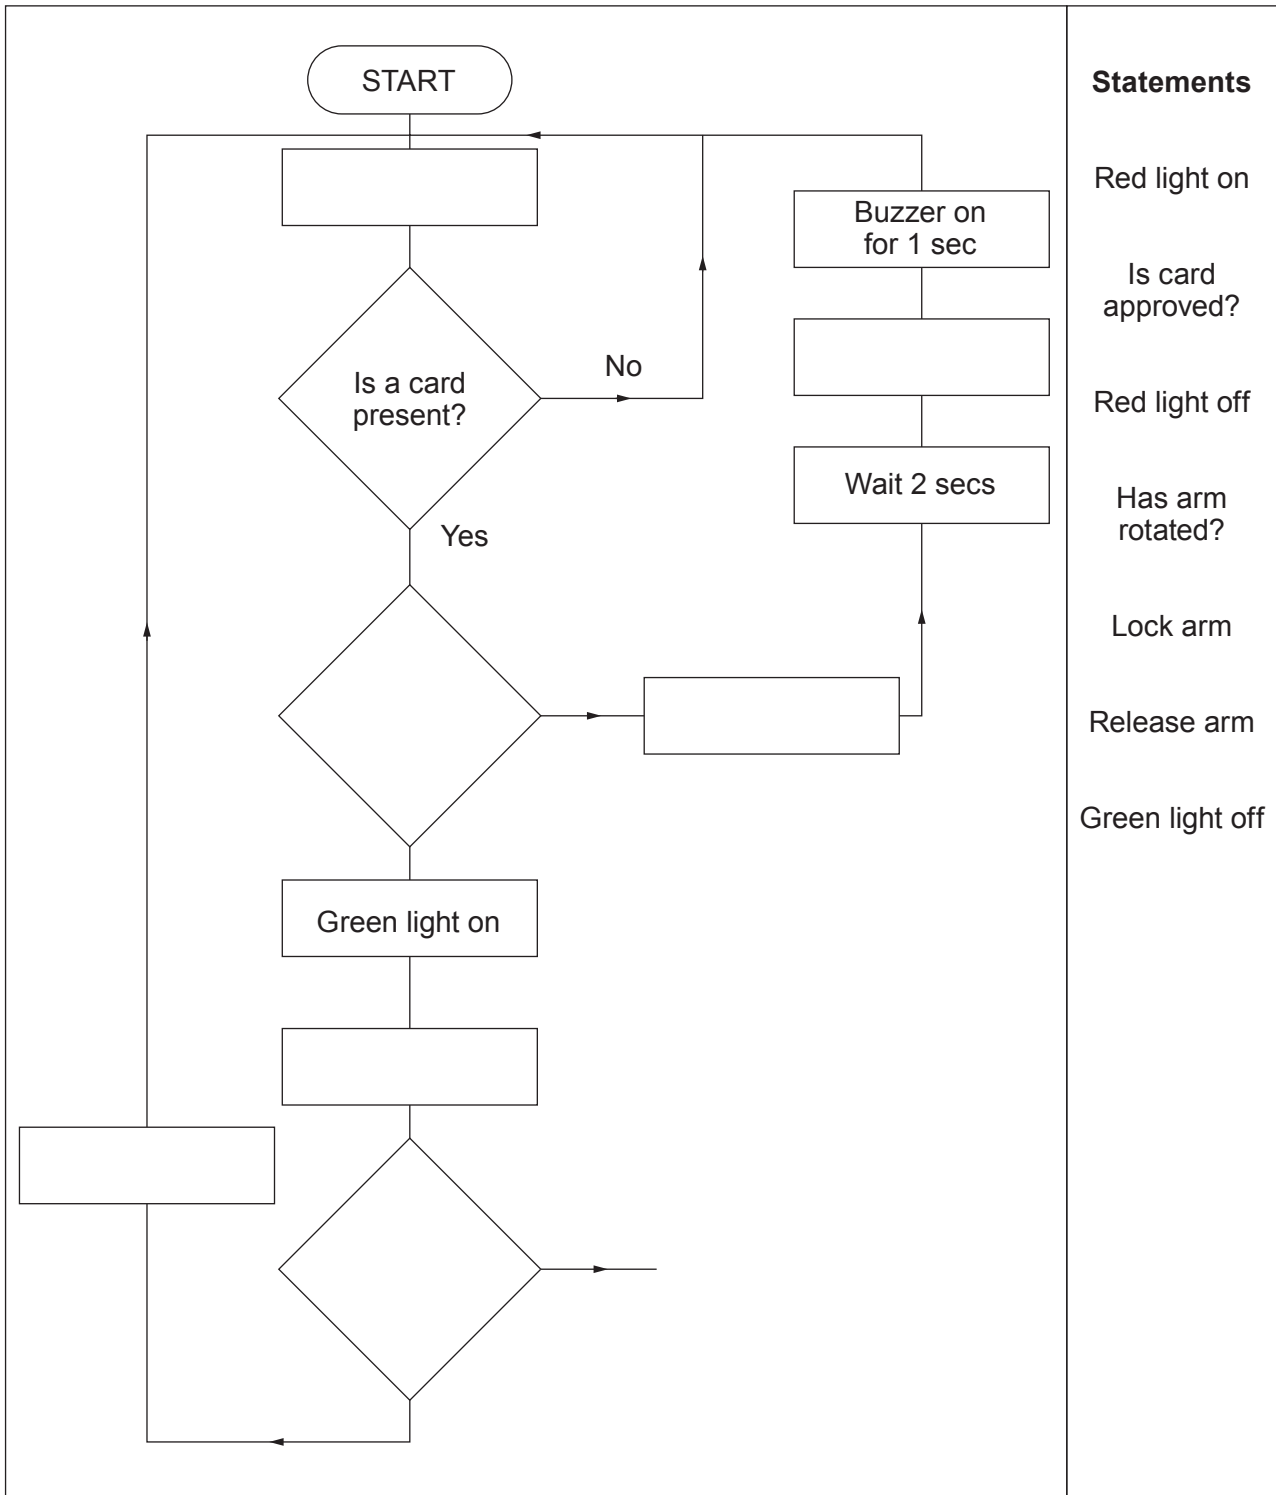 START
Buzzer on
for 1 sec
Is a card
present?
No
Wait 2 secs
Yes
Green light on
Statements
Red light on
Is card
approved?
Red light off
Has arm
rotated?
Lock arm
Release arm
Green light off